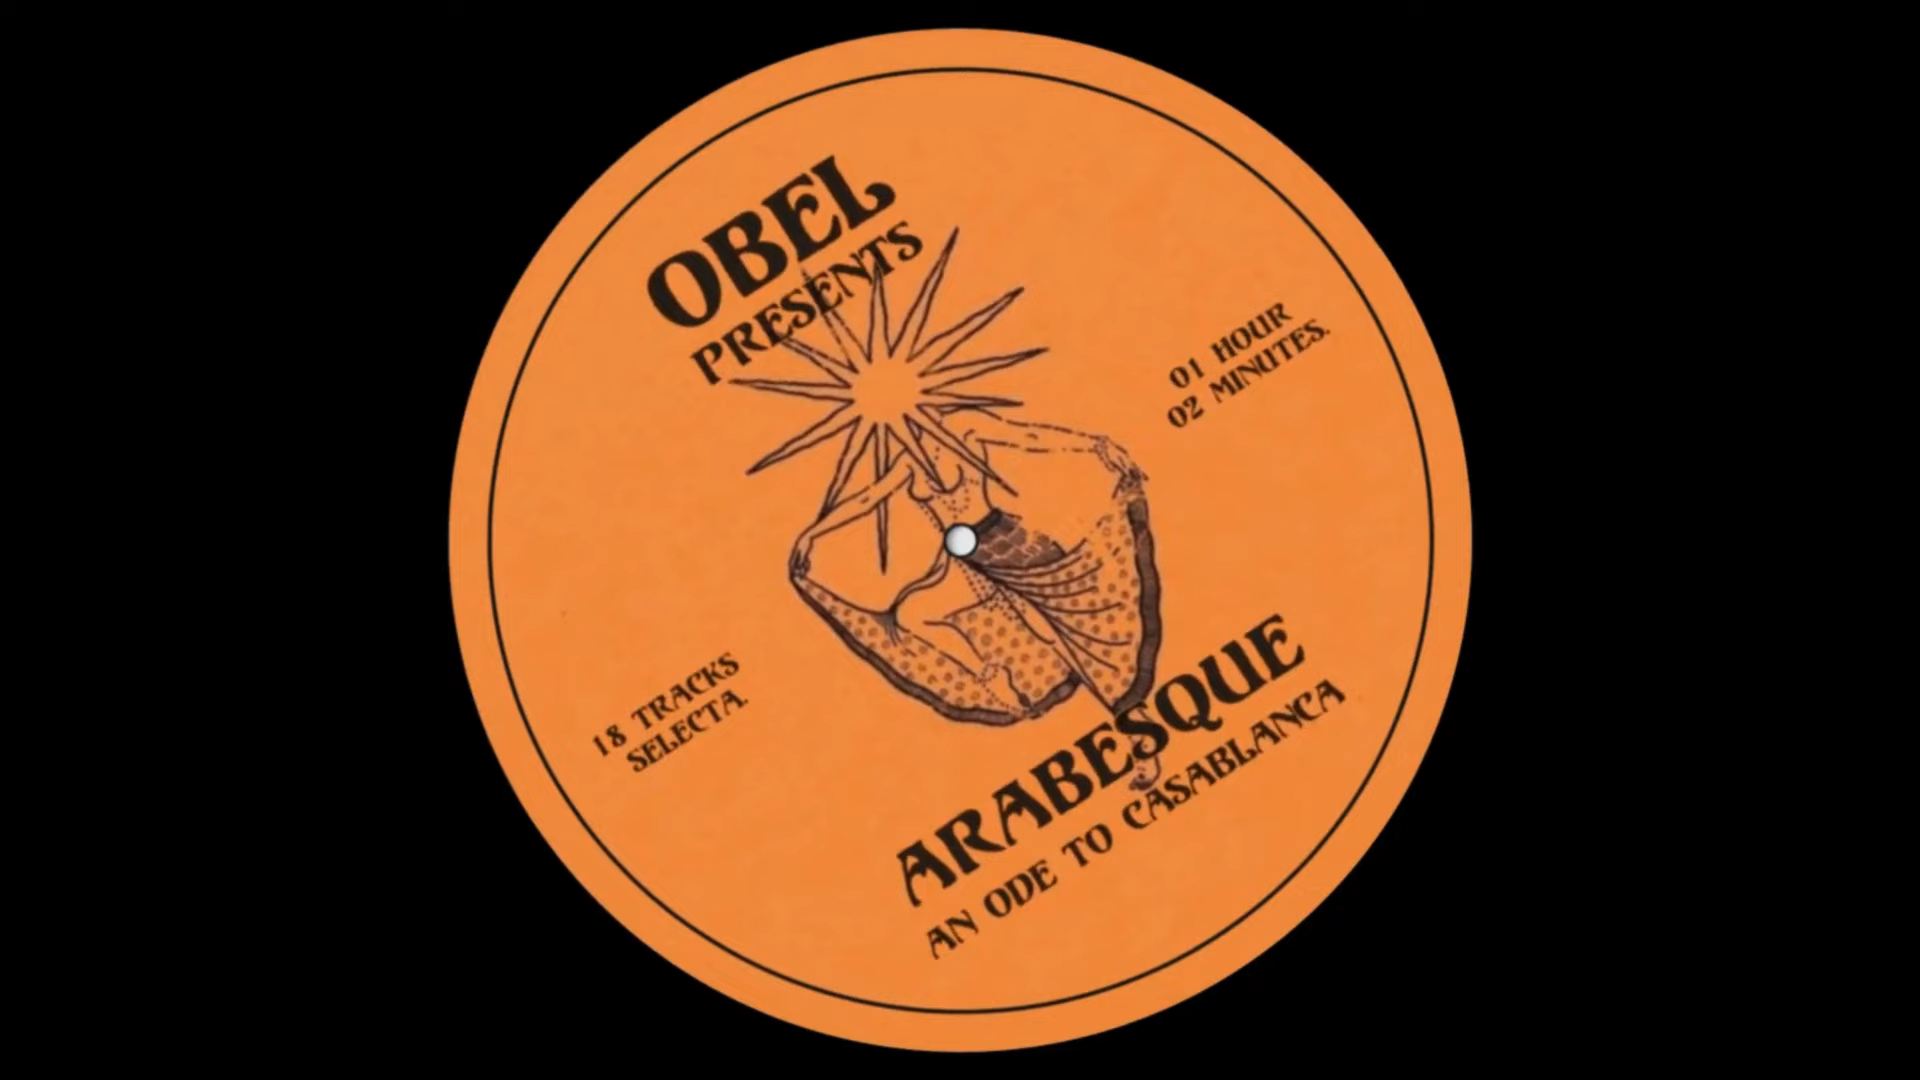 OBEL
PRESENTS
01 HOUR
02 MINUTES.
18 TRACKS
SELECTA.
ARABESQUE
AN ODE TO CASABLANCA